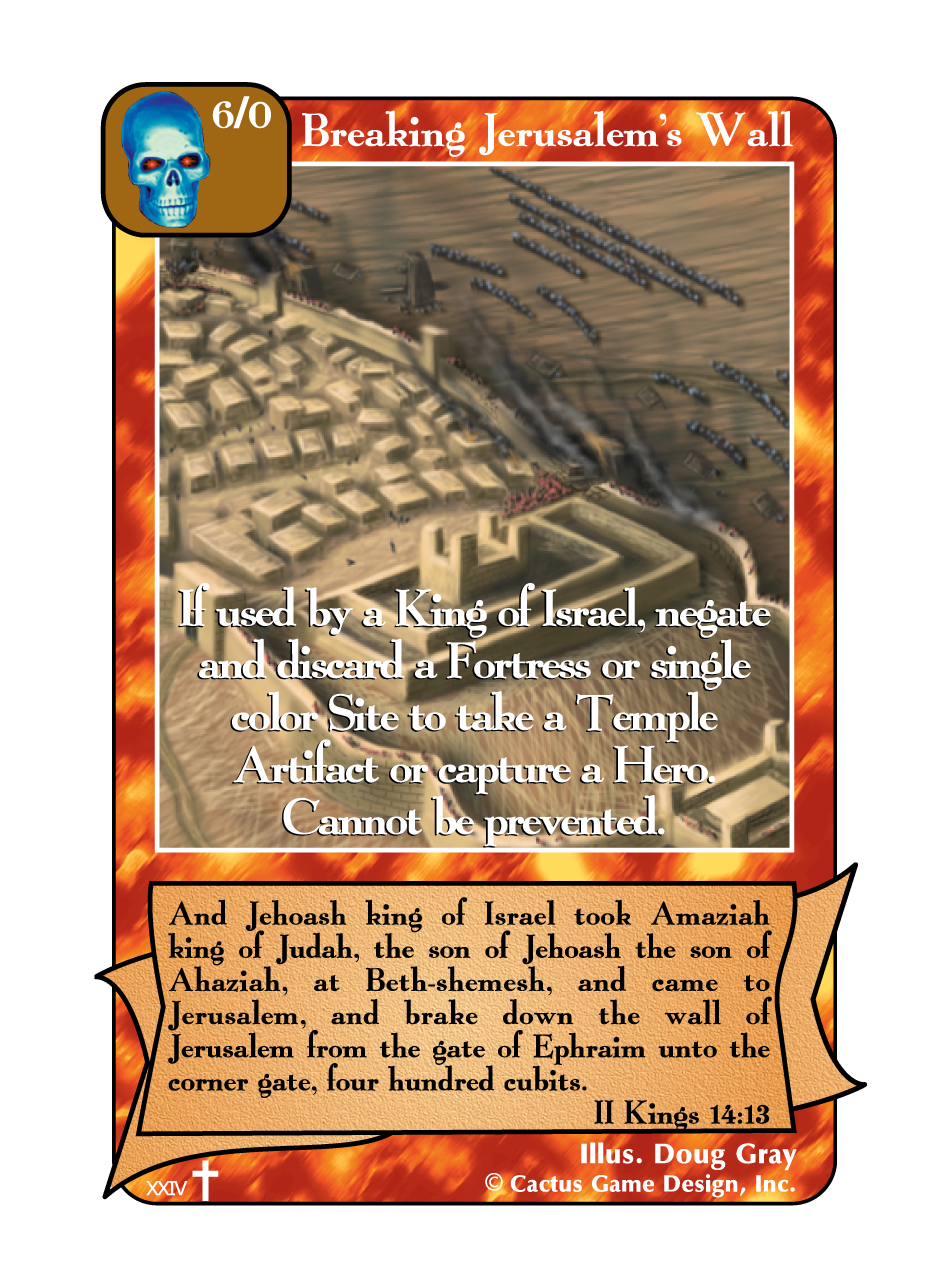 6/0
Breaking Jerusalem's Wall
If used by a King of Israel, negate
and discard a Fortress or single
color Site to take a Temple
Artifact or capture a Hero.
Cannot be prevented.
And Jehoash king of Israel took Amaziah
king of Judah, the son of Jehoash the son of
Ahaziah, at Beth-shemesh, and came to
Jerusalem, and brake down the wall of
Jerusalem from the gate of Ephraim unto the
corner gate, four hundred cubits.
II Kings 14:13
Illus. Doug Gray
XXIV
© Cactus Game Design, Inc.